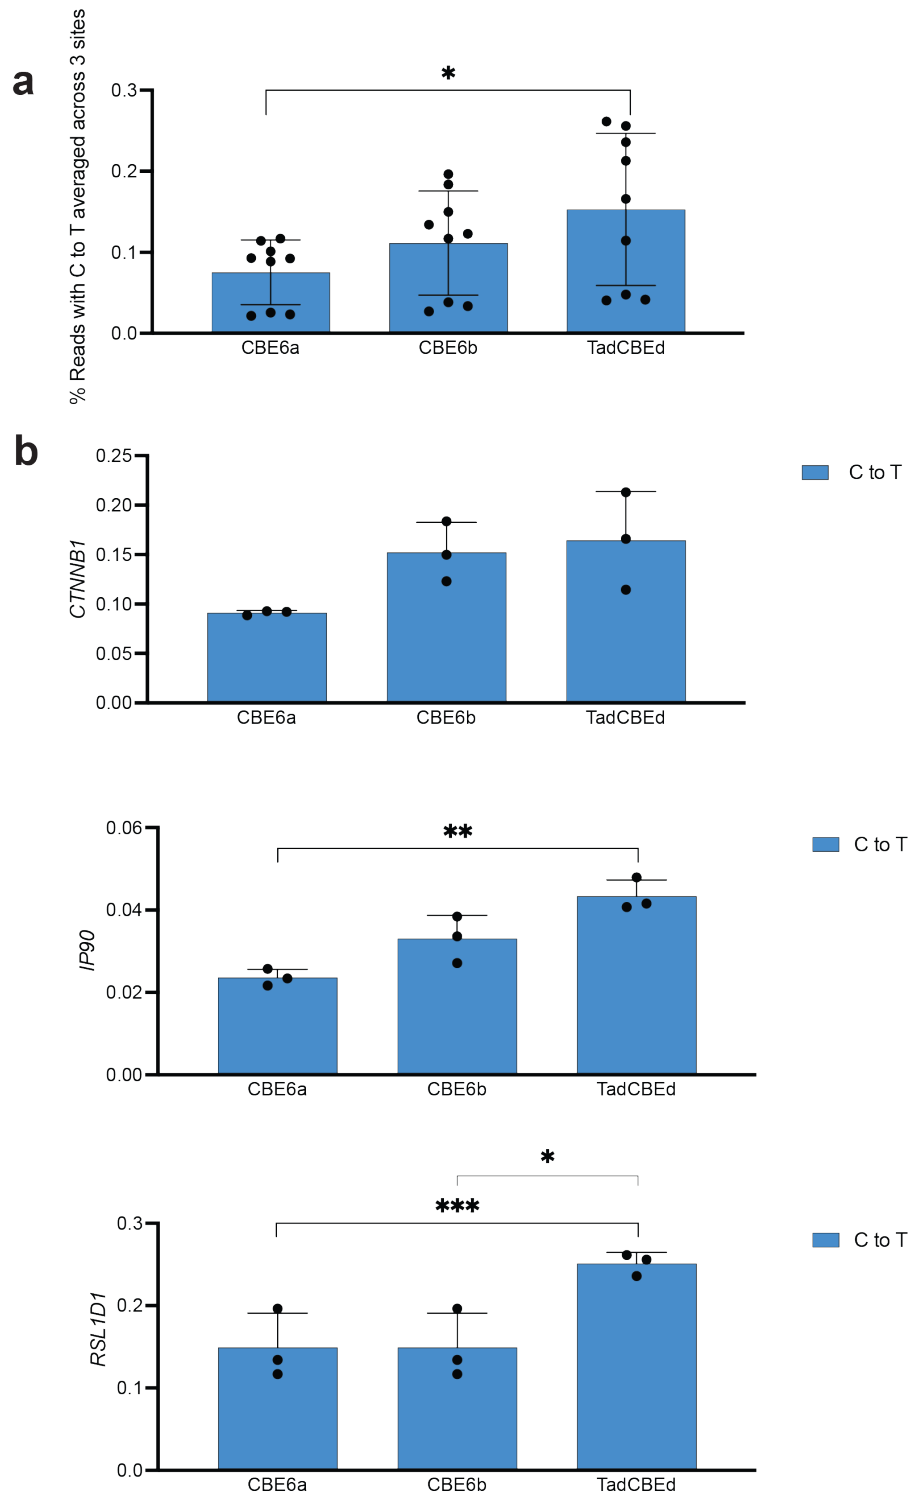 a
% Reads with C to T averaged across 3 sites
*
0.3
0.2
0.1
0.0
CBE6a CBE6b TadCBEd
b
CTNNB1
0.25
0.20
0.15
0.10
0.05
0.00
CBE6a CBE6b TadCBEd
C to T
IP90
**
0.06
0.04
0.02
0.00
CBE6a CBE6b TadCBEd
C to T
RSL1D1
*
***
0.3
0.2
0.1
0.0
CBE6a CBE6b TadCBEd
C to T